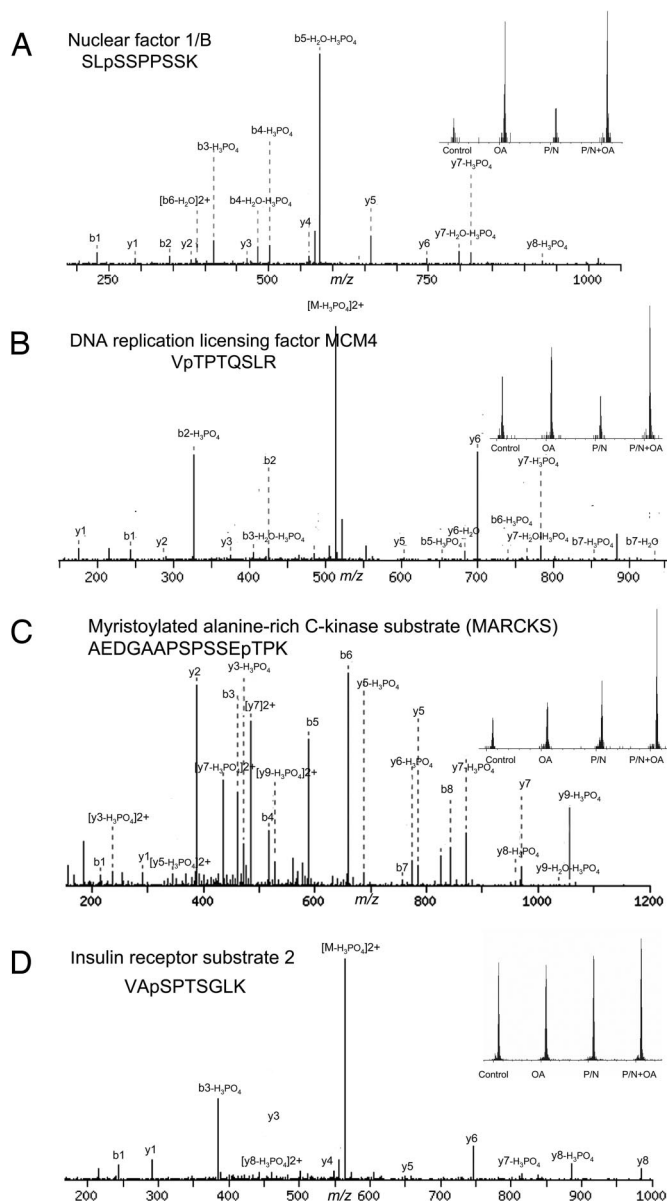 A
Nuclear factor 1/B
SLpSSPPSSK
b5-H₂O-H₃PO₄
b4-H₃PO₄
b3-H₃PO₄
[b6-H₂O]2+
b4-H₂O-H₃PO₄
b1
y1
b2
y2
y3
y4
y5
y6
y7-H₃PO₄
y7-H₂O-H₃PO₄
y8-H₃PO₄
Control OA P/N P/N+OA
250 500 m/z 750 1000
B
[M-H₃PO₄]2+
DNA replication licensing factor MCM4
VpTPTQSLR
b2-H₃PO₄
b2
y1
b1
y2
y3
b3-H₂O-H₃PO₄
y5
b5-H₃PO₄
y6-H₂O
y6
b6-H₃PO₄
y7-H₃PO₄
y7-H₂O-H₃PO₄
b7-H₃PO₄
b7-H₂O
Control OA P/N P/N+OA
200 300 400 500 m/z 600 700 800 900
C
Myristoylated alanine-rich C-kinase substrate (MARCKS)
AEDGAAPSPSSEpTPK
y2
y3-H₃PO₄
b3
[y7]2+
[y7-H₃PO₄]2+
[y9-H₃PO₄]2+
b5
b6
y5-H₃PO₄
y5
y6-H₃PO₄
y7-H₃PO₄
y7
y9-H₃PO₄
[y3-H₃PO₄]2+
b1
y1
[y5-H₃PO₄]2+
b4
b7
b8
y8-H₃PO₄
y9-H₂O-H₃PO₄
Control OA P/N P/N+OA
200 400 600 m/z 800 1000 1200
D
[M-H₃PO₄]2+
Insulin receptor substrate 2
VApSPTSGLK
b3-H₃PO₄
y3
b1
y1
[y8-H₃PO₄]2+
y4
y5
y6
y7-H₃PO₄
y8-H₃PO₄
y8
Control OA P/N P/N+OA
200 300 400 500 m/z 600 700 800 900 1000